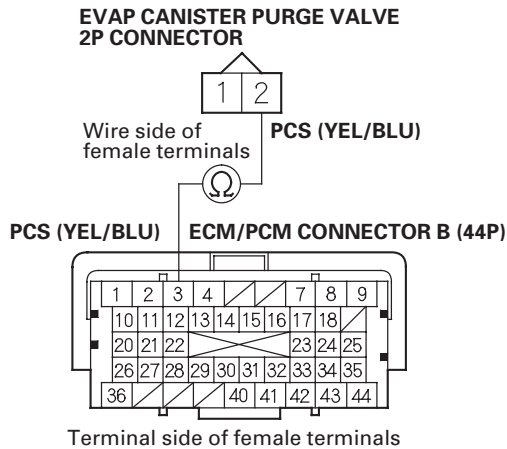 EVAP CANISTER PURGE VALVE
2P CONNECTOR
1 2
Wire side of
female terminals
PCS (YEL/BLU)
Ω
PCS (YEL/BLU) ECM/PCM CONNECTOR B (44P)
1 2 3 4 7 8 9
10 11 12 13 14 15 16 17 18
20 21 22 23 24 25
26 27 28 29 30 31 32 33 34 35
36 40 41 42 43 44
Terminal side of female terminals